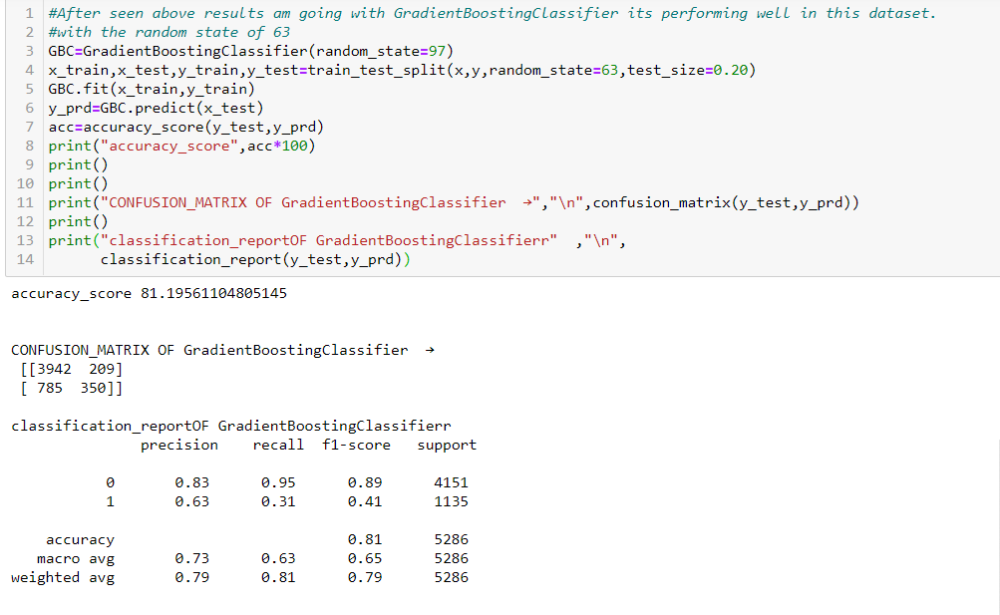 1 #After seen above results am going with GradientBoostingClassifier its performing well in this dataset.
2 #with the random state of 63
3 GBC=GradientBoostingClassifier(random_state=97)
4 x_train,x_test,y_train,y_test=train_test_split(x,y,random_state=63,test_size=0.20)
5 GBC.fit(x_train,y_train)
6 y_prd=GBC.predict(x_test)
7 acc=accuracy_score(y_test,y_prd)
8 print("accuracy_score",acc*100)
9 print()
10 print()
11 print("CONFUSION_MATRIX OF GradientBoostingClassifier  →","\n",confusion_matrix(y_test,y_prd))
12 print()
13 print("classification_reportOF GradientBoostingClassifierr"  ,"\n",
14       classification_report(y_test,y_prd))
accuracy_score 81.19561104805145
CONFUSION_MATRIX OF GradientBoostingClassifier  →
[[3942  209]
[ 785  350]]
classification_reportOF GradientBoostingClassifierr
precision    recall  f1-score   support
0       0.83      0.95      0.89      4151
1       0.63      0.31      0.41      1135
accuracy                           0.81      5286
macro avg       0.73      0.63      0.65      5286
weighted avg       0.79      0.81      0.79      5286